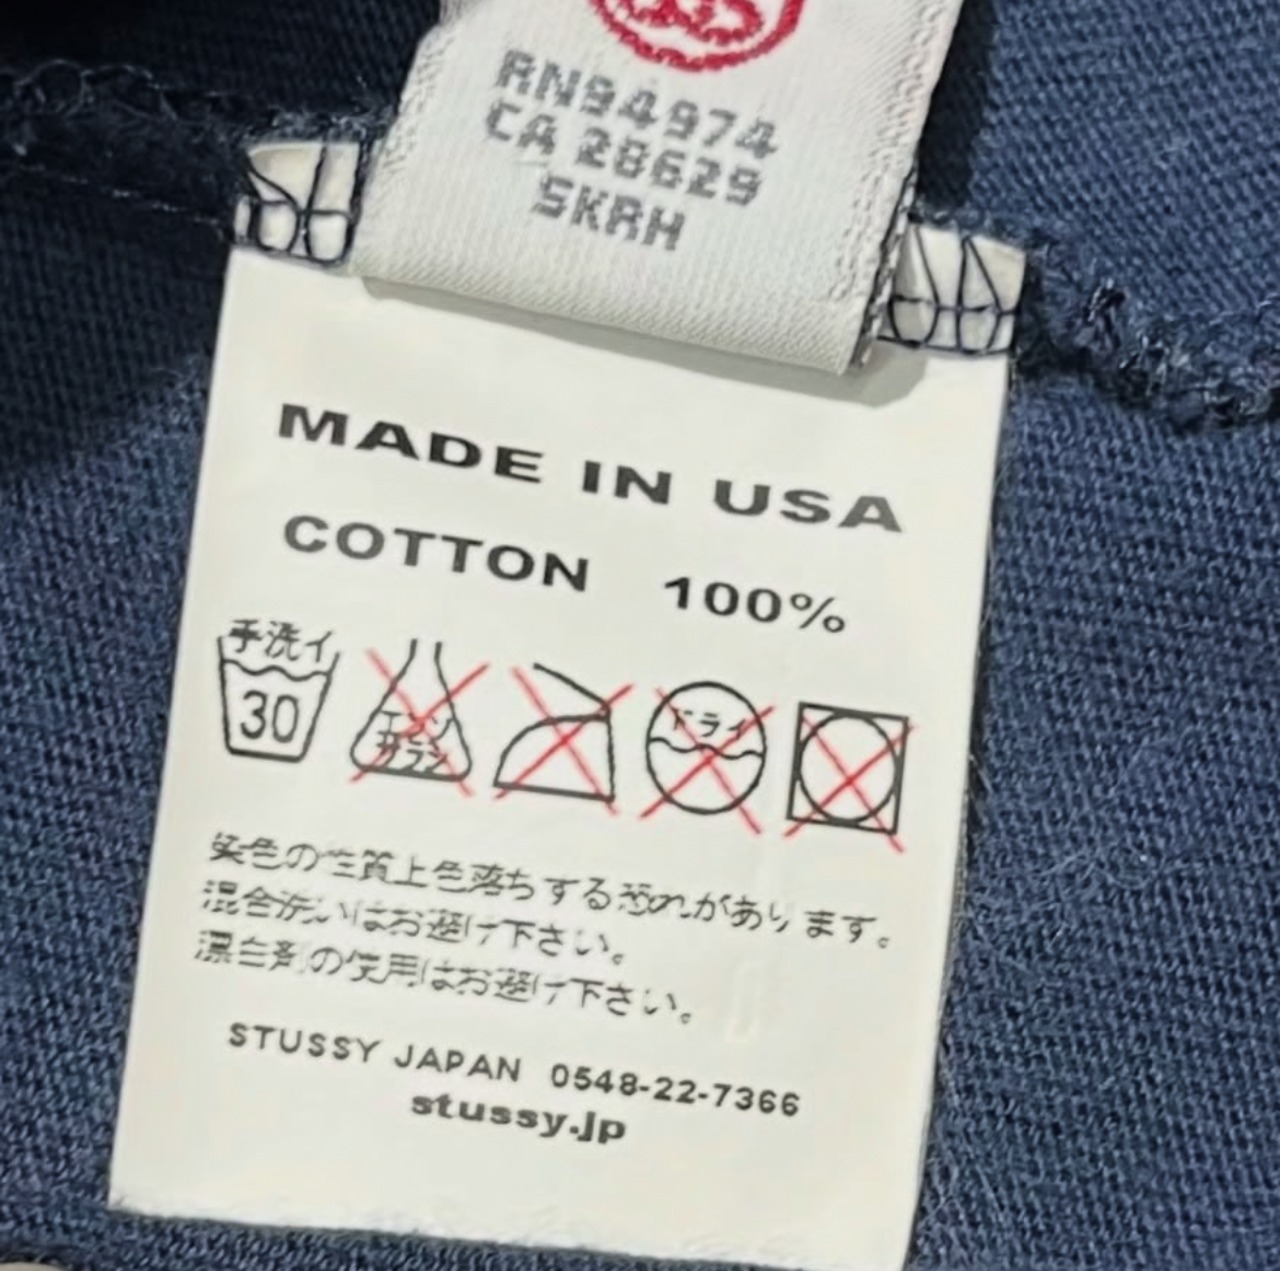 RN94974
CA 28629
SKRH
MADE IN USA
COTTON 100%
手洗イ
30
エンソ
サラシ
ドライ
染色の性質上色落ちする恐れがあります。
混合洗いはお避け下さい。
漂白剤の使用はお避け下さい。
STUSSY JAPAN 0548-22-7366
stussy.jp